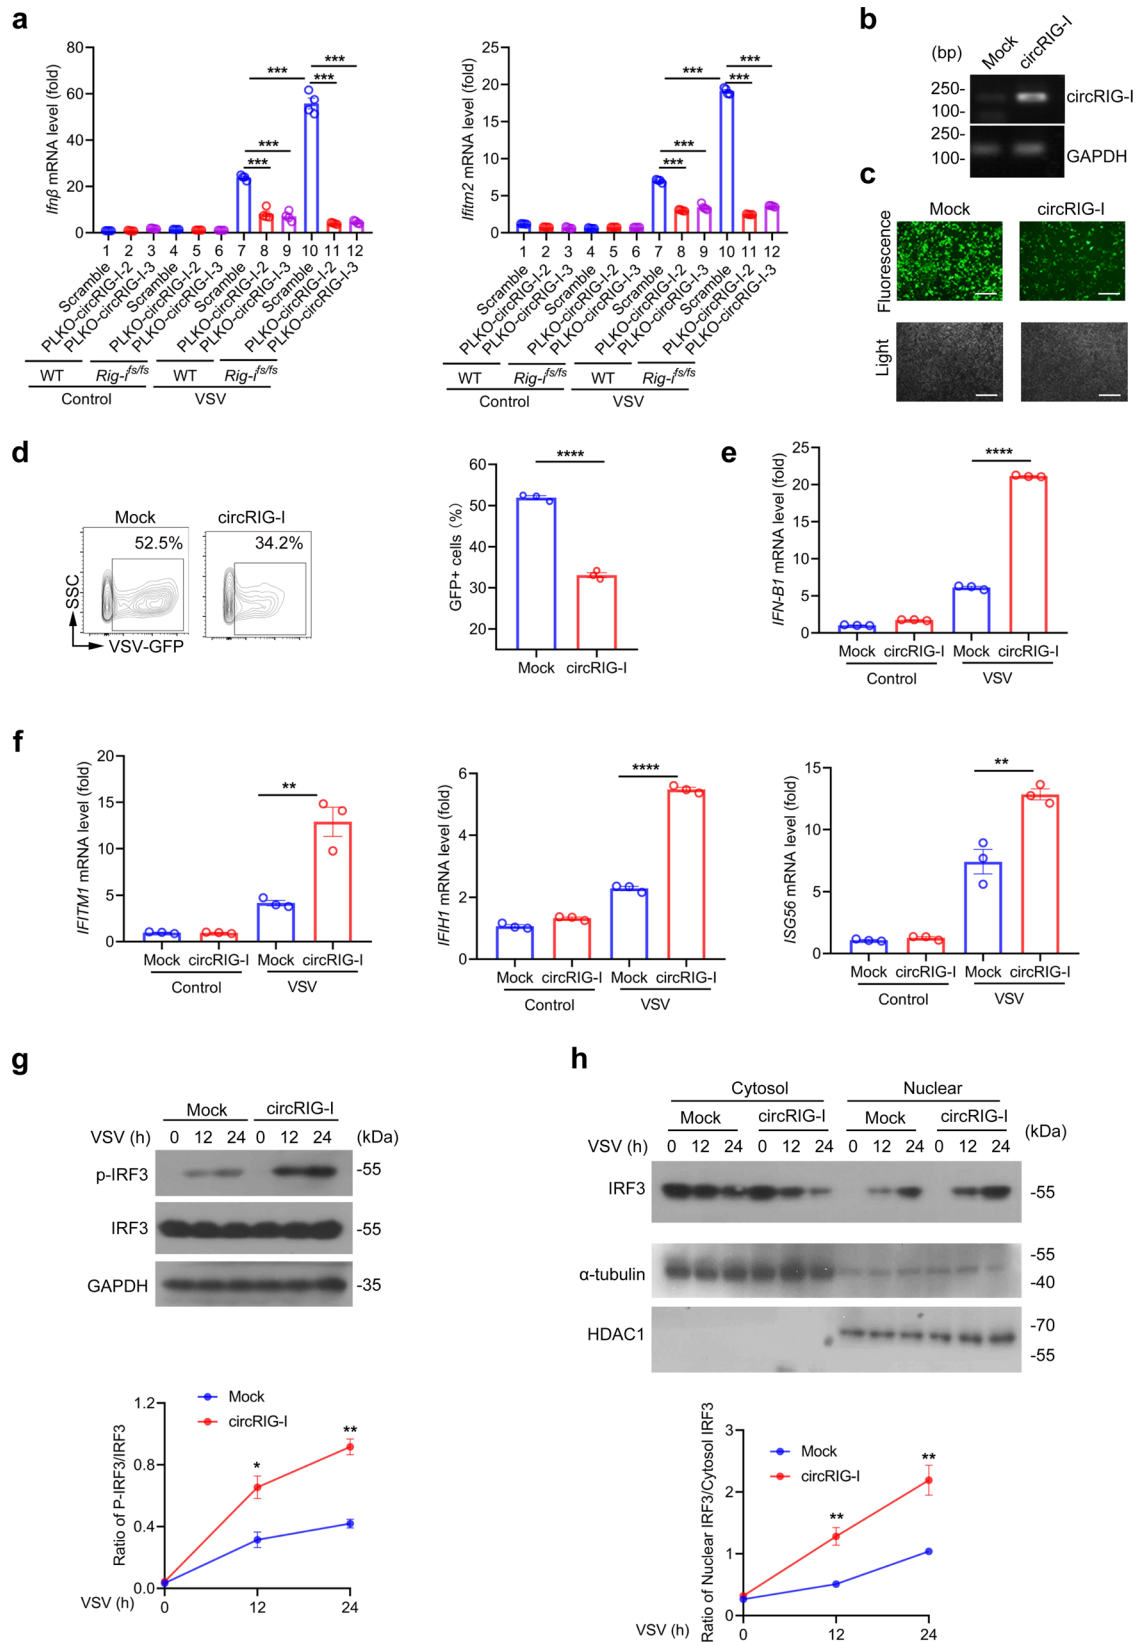 a
Ifnβ mRNA level (fold)
80
60
40
20
0
*** *** *** *** ***
1 2 3 4 5 6 7 8 9 10 11 12
Scramble
PLKO-circRIG-I-2
PLKO-circRIG-I-3
Scramble
PLKO-circRIG-I-2
PLKO-circRIG-I-3
Scramble
PLKO-circRIG-I-2
PLKO-circRIG-I-3
Scramble
PLKO-circRIG-I-2
PLKO-circRIG-I-3
WT Rig-i^fs/fs WT Rig-i^fs/fs
Control VSV
Ifitm2 mRNA level (fold)
25
20
15
10
5
0
*** *** *** *** ***
1 2 3 4 5 6 7 8 9 10 11 12
Scramble
PLKO-circRIG-I-2
PLKO-circRIG-I-3
Scramble
PLKO-circRIG-I-2
PLKO-circRIG-I-3
Scramble
PLKO-circRIG-I-2
PLKO-circRIG-I-3
Scramble
PLKO-circRIG-I-2
PLKO-circRIG-I-3
WT Rig-i^fs/fs WT Rig-i^fs/fs
Control VSV
b
(bp) Mock circRIG-I
250-
100-
circRIG-I
250-
100-
GAPDH
c
Mock circRIG-I
Fluorescence
Light
d
Mock circRIG-I
52.5% 34.2%
SSC
VSV-GFP
GFP+ cells (%)
60
50
40
30
20
****
Mock circRIG-I
e
IFN-B1 mRNA level (fold)
25
20
15
10
5
0
****
Mock circRIG-I Mock circRIG-I
Control VSV
f
IFITM1 mRNA level (fold)
20
15
10
5
0
**
Mock circRIG-I Mock circRIG-I
Control VSV
IFIH1 mRNA level (fold)
6
4
2
0
****
Mock circRIG-I Mock circRIG-I
Control VSV
ISG56 mRNA level (fold)
15
10
5
0
**
Mock circRIG-I Mock circRIG-I
Control VSV
g
Mock circRIG-I
VSV (h) 0 12 24 0 12 24 (kDa)
p-IRF3 -55
IRF3 -55
GAPDH -35
Ratio of P-IRF3/IRF3
1.2
0.8
0.4
0.0
Mock
circRIG-I
* **
VSV (h) 0 12 24
h
Cytosol Nuclear
Mock circRIG-I Mock circRIG-I
VSV (h) 0 12 24 0 12 24 0 12 24 0 12 24 (kDa)
IRF3 -55
-55
α-tubulin
-40
-70
HDAC1
-55
Ratio of Nuclear IRF3/Cytosol IRF3
3
2
1
0
Mock
circRIG-I
** **
VSV (h) 0 12 24